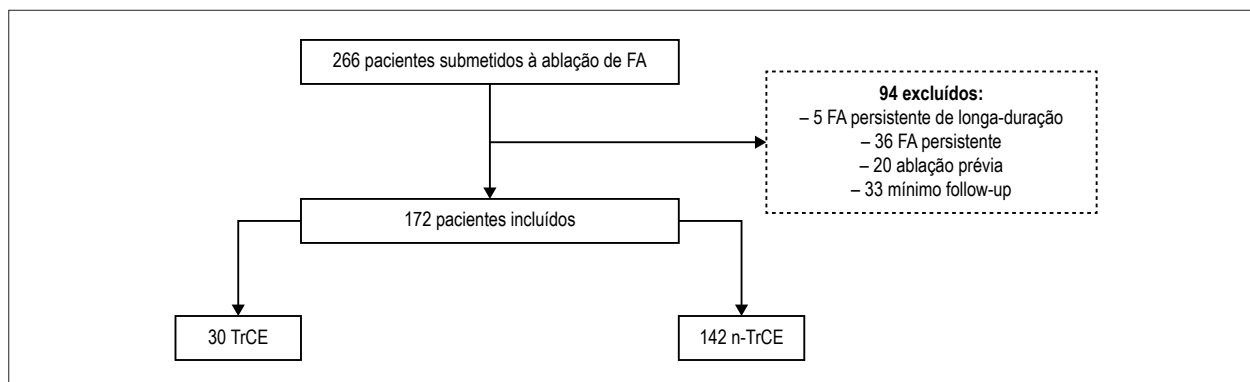 266 pacientes submetidos à ablação de FA
94 excluídos:
– 5 FA persistente de longa-duração
– 36 FA persistente
– 20 ablação prévia
– 33 mínimo follow-up
172 pacientes incluídos
30 TrCE
142 n-TrCE